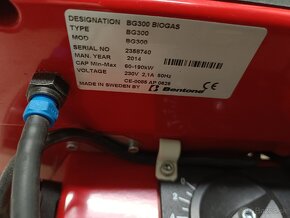 DESIGNATION BG300 BIOGAS
TYPE BG300
MOD BG300
SERIAL NO 2358740
MAN. YEAR 2014
CAP Min-Max 60-190kW
VOLTAGE 230V 2,1A 50Hz
CE-0085 AP 0638
MADE IN SWEDEN BY Bentone